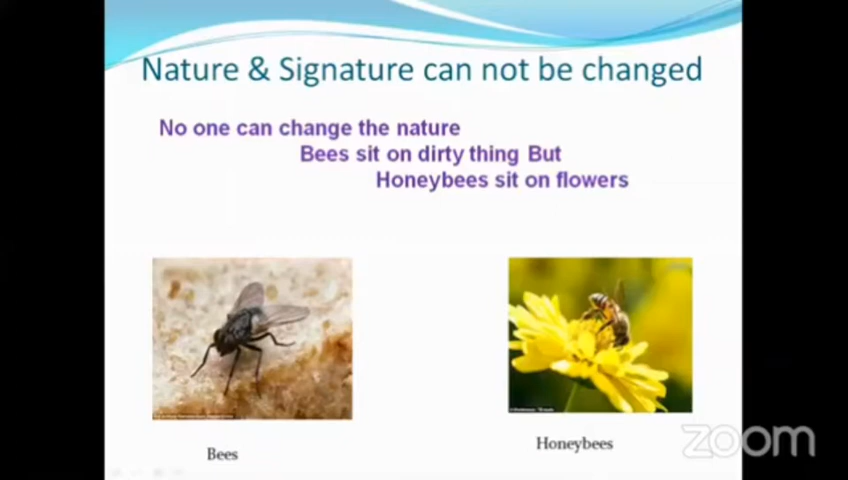 Nature & Signature can not be changed
No one can change the nature
Bees sit on dirty thing But
Honeybees sit on flowers
Bees
Honeybees
zoom